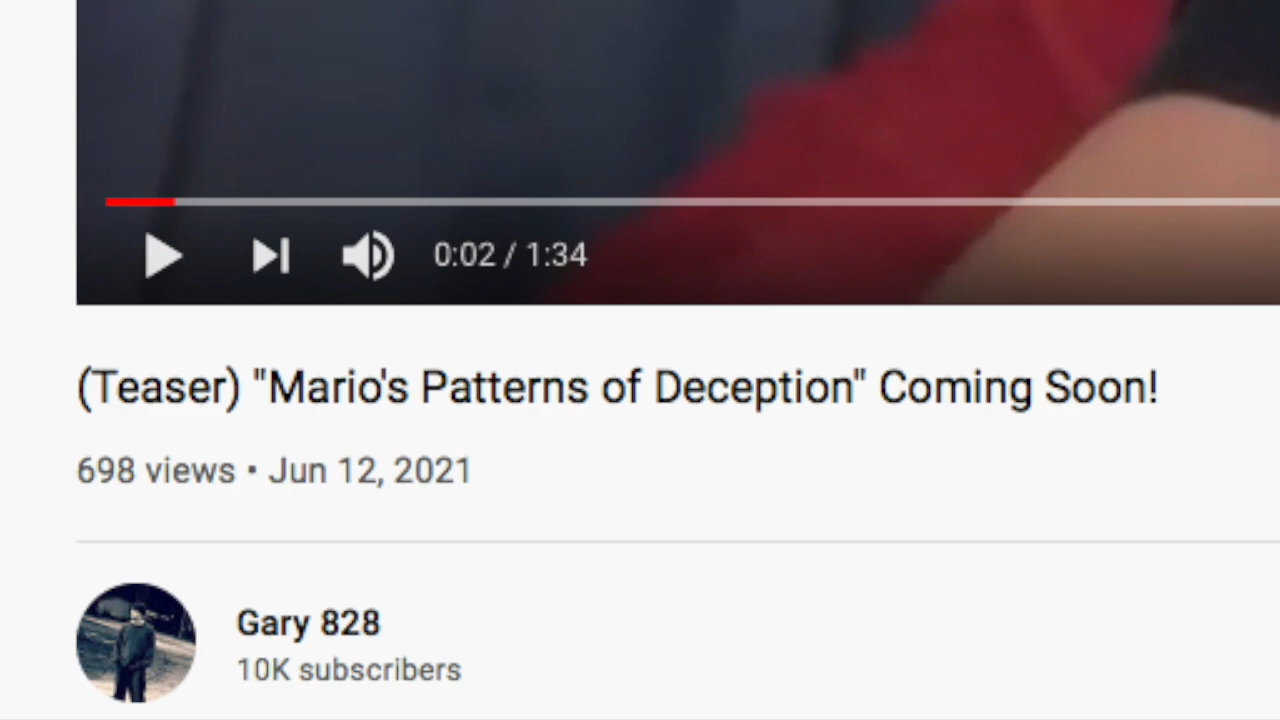 0:02 / 1:34
(Teaser) "Mario's Patterns of Deception" Coming Soon!
698 views • Jun 12, 2021
Gary 828
10K subscribers